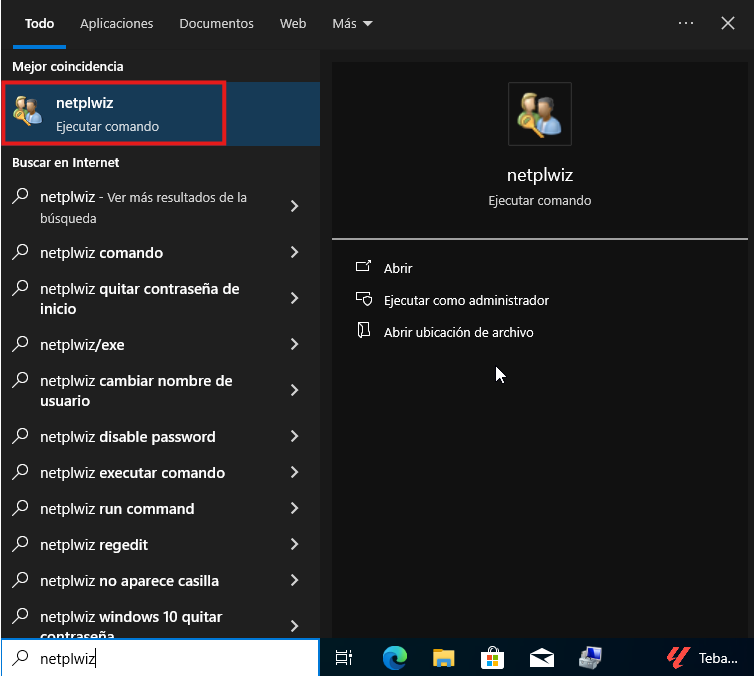 Todo Aplicaciones Documentos Web Más ···
Mejor coincidencia
netplwiz
Ejecutar comando
Buscar en Internet
netplwiz - Ver más resultados de la
búsqueda
netplwiz comando
netplwiz quitar contraseña de
inicio
netplwiz/exe
netplwiz cambiar nombre de
usuario
netplwiz disable password
netplwiz executar comando
netplwiz run command
netplwiz regedit
netplwiz no aparece casilla
netplwiz windows 10 quitar
contraseña
netplwiz
netplwiz
Ejecutar comando
Abrir
Ejecutar como administrador
Abrir ubicación de archivo
Teba...